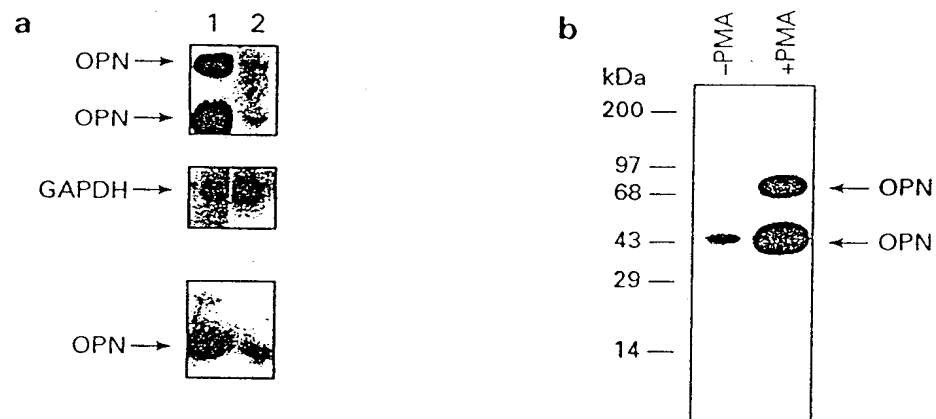 a
1 2
OPN
OPN
GAPDH
OPN
b
–PMA
+PMA
kDa
200
97
68
43
29
14
OPN
OPN